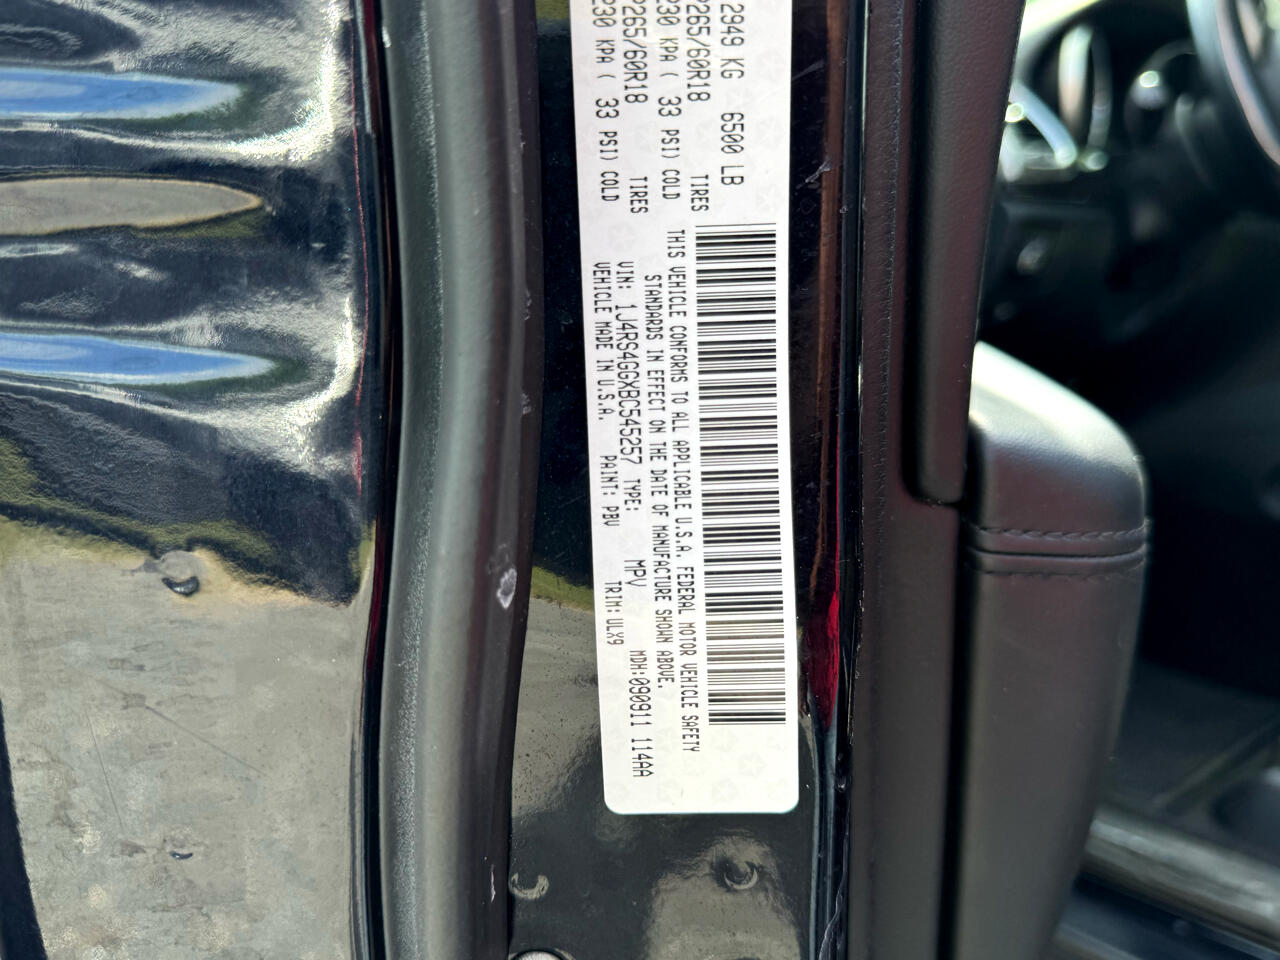 2949 KG 6500 LB
265/60R18 TIRES
230 KPA ( 33 PSI) COLD
265/60R18 TIRES
230 KPA ( 33 PSI) COLD
THIS VEHICLE CONFORMS TO ALL APPLICABLE U.S.A. FEDERAL MOTOR VEHICLE SAFETY
STANDARDS IN EFFECT ON THE DATE OF MANUFACTURE SHOWN ABOVE.
VIN: 1J4RS4GGXBC545257 TYPE: MPV MDH:090911 114AA
VEHICLE MADE IN U.S.A. PAINT: PBV TRIM: ULX9